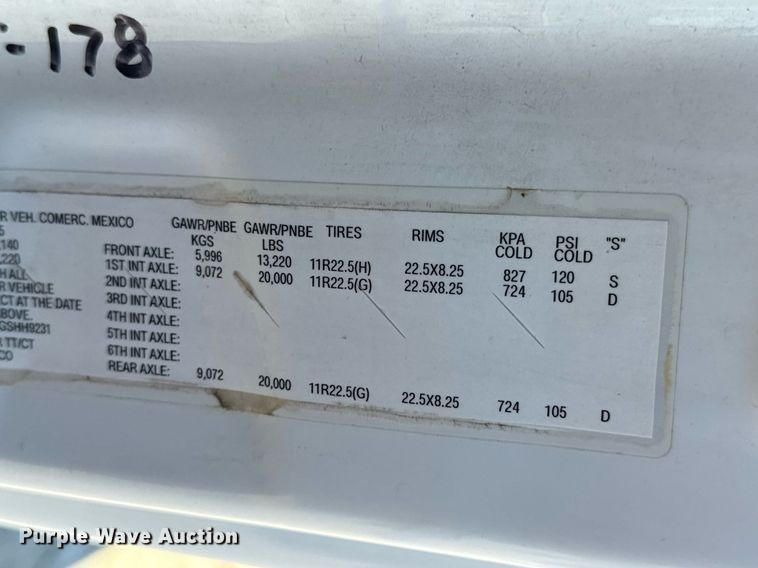 -178
R VEH. COMERC. MEXICO
5
,140
,220
H ALL
R VEHICLE
CT AT THE DATE
ABOVE.
GSHH9231
R TT/CT
CO
GAWR/PNBE GAWR/PNBE TIRES RIMS KPA PSI "S"
KGS LBS COLD COLD
FRONT AXLE: 5,996 13,220 11R22.5(H) 22.5X8.25 827 120 S
1ST INT AXLE: 9,072 20,000 11R22.5(G) 22.5X8.25 724 105 D
2ND INT AXLE:
3RD INT AXLE:
4TH INT AXLE:
5TH INT AXLE:
6TH INT AXLE:
REAR AXLE: 9,072 20,000 11R22.5(G) 22.5X8.25 724 105 D
Purple Wave Auction